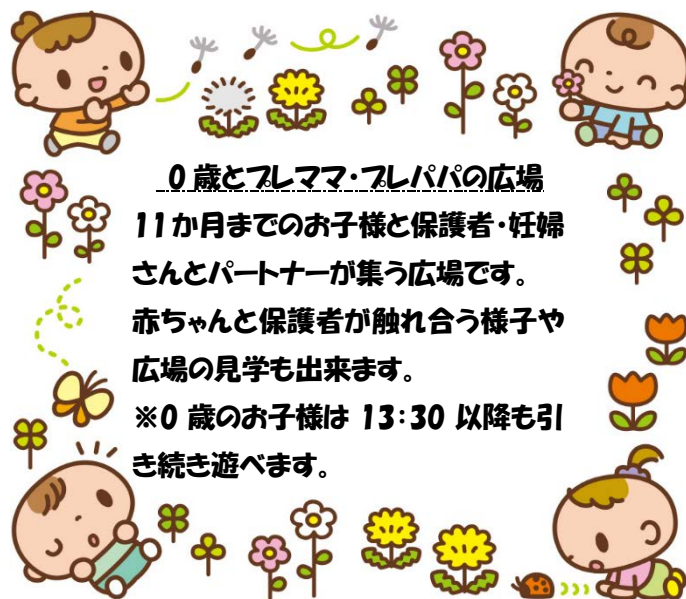 0歳とプレママ・プレパパの広場
11か月までのお子様と保護者・妊婦
さんとパートナーが集う広場です。
赤ちゃんと保護者が触れ合う様子や
広場の見学も出来ます。
※0 歳のお子様は 13:30 以降も引
き続き遊べます。